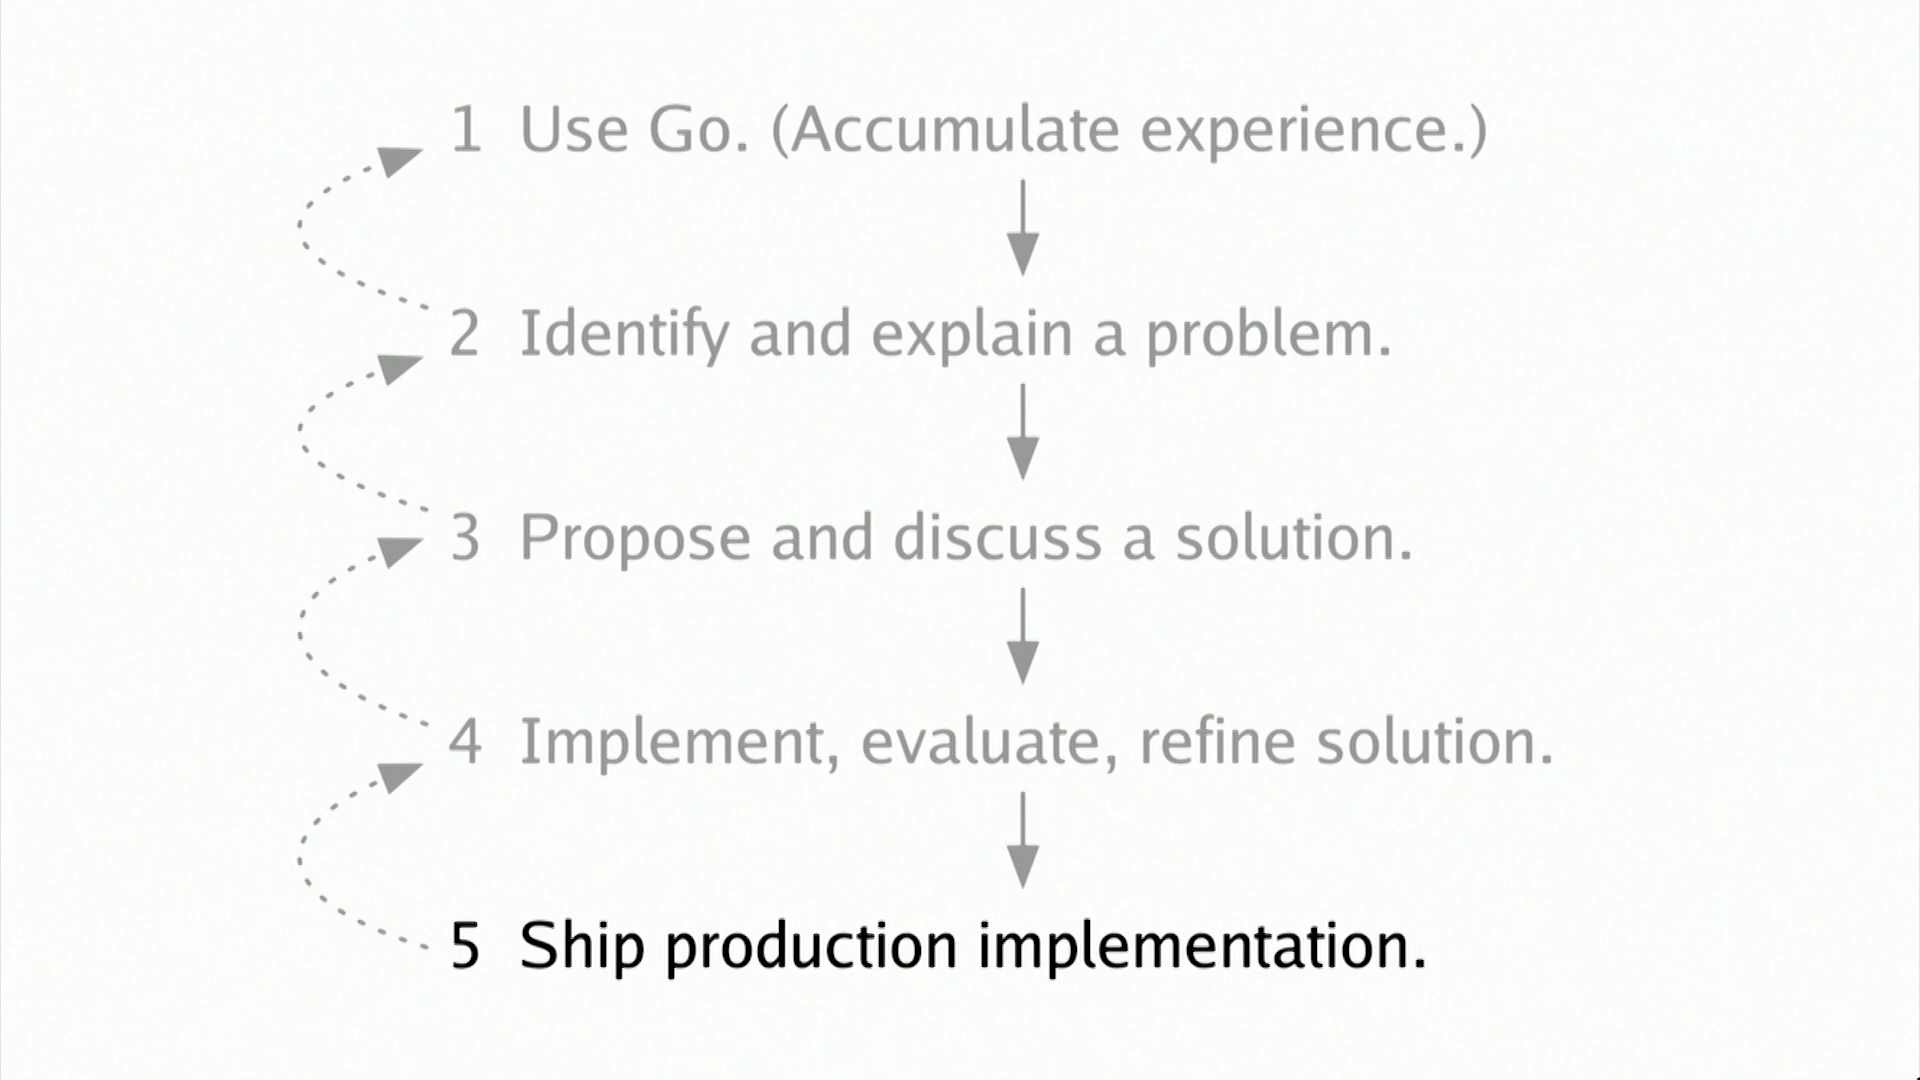 1 Use Go. (Accumulate experience.)
2 Identify and explain a problem.
3 Propose and discuss a solution.
4 Implement, evaluate, refine solution.
5 Ship production implementation.